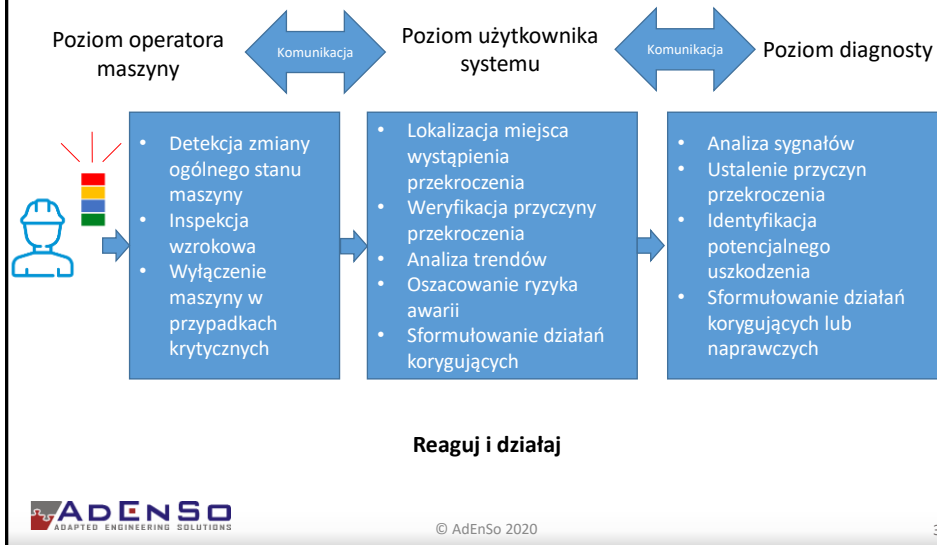 Poziom operatora
maszyny
Komunikacja
Poziom użytkownika
systemu
Komunikacja
Poziom diagnosty
• Detekcja zmiany
ogólnego stanu
maszyny
• Inspekcja
wzrokowa
• Wyłączenie
maszyny w
przypadkach
krytycznych
• Lokalizacja miejsca
wystąpienia
przekroczenia
• Weryfikacja przyczyny
przekroczenia
• Analiza trendów
• Oszacowanie ryzyka
awarii
• Sformułowanie działań
korygujących
• Analiza sygnałów
• Ustalenie przyczyn
przekroczenia
• Identyfikacja
potencjalnego
uszkodzenia
• Sformułowanie działań
korygujących lub
naprawczych
Reaguj i działaj
ADENSO
ADAPTED ENGINEERING SOLUTIONS
© AdEnSo 2020
3